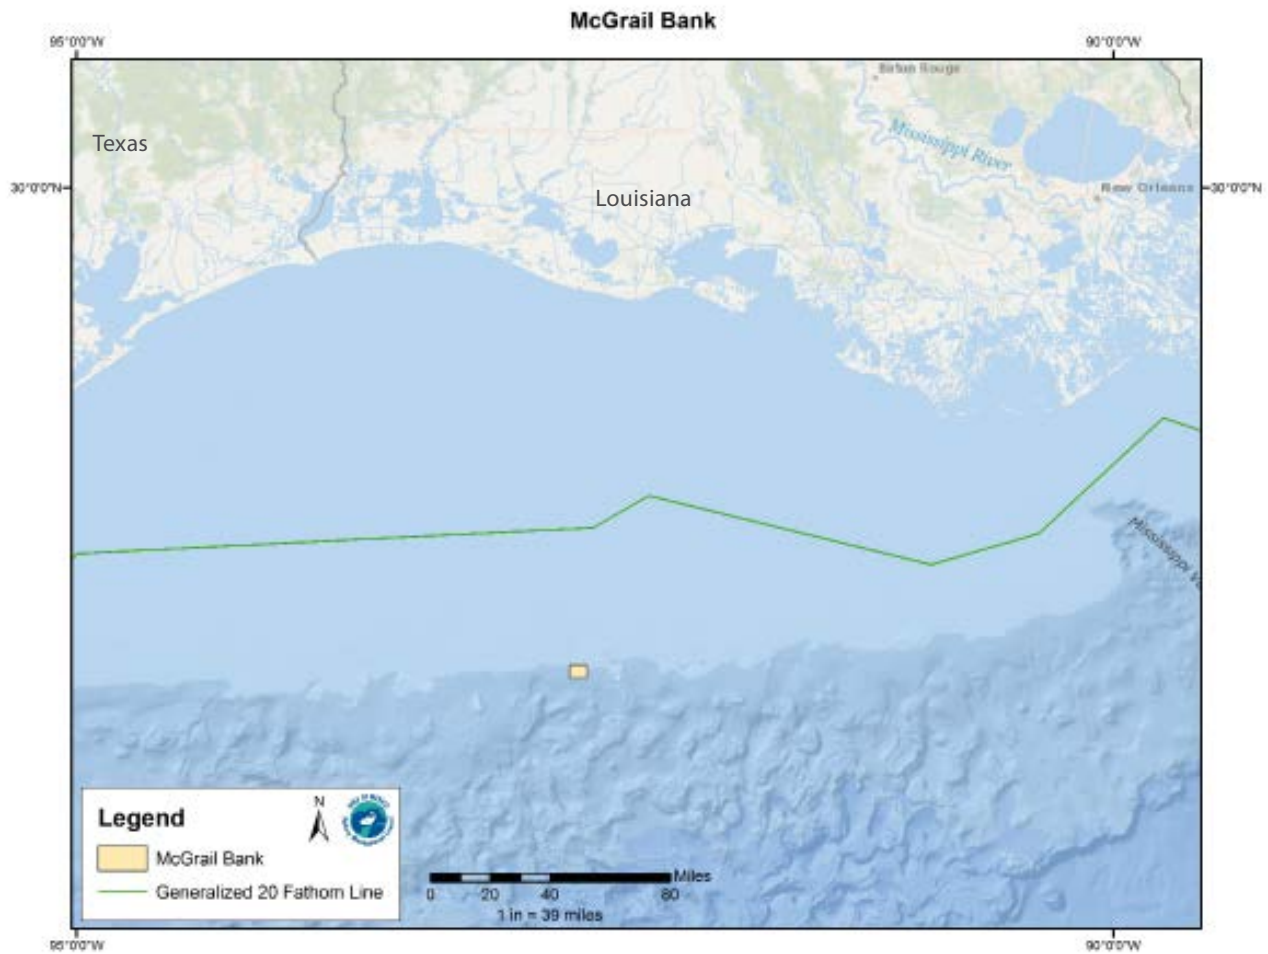 McGrail Bank
95°0'0"W 90°0'0"W
Baton Rouge
Texas
Mississippi River
30°0'0"N New Orleans 30°0'0"N
Louisiana
Mississippi
Legend
N
McGrail Bank
Generalized 20 Fathom Line
Miles
0 20 40 80
1 in = 39 miles
95°0'0"W 90°0'0"W